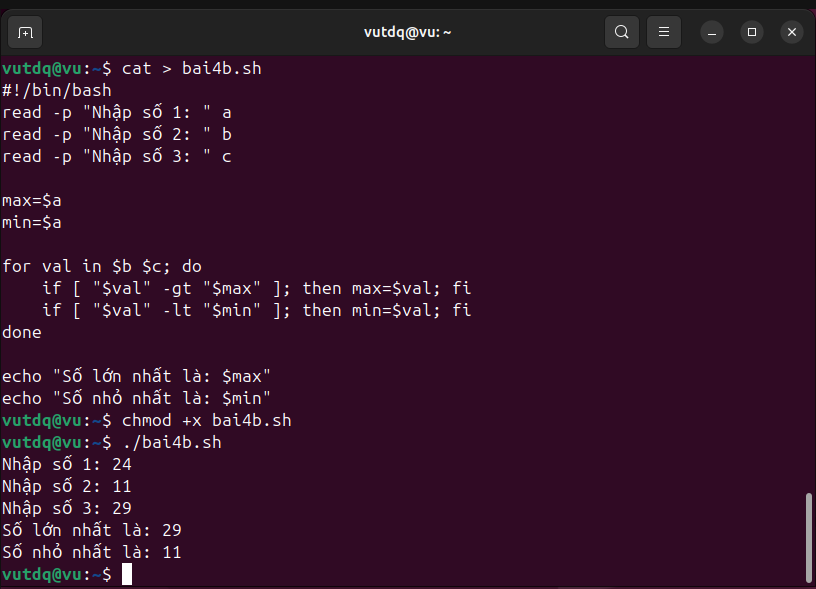 vutdq@vu: ~
vutdq@vu:~$ cat > bai4b.sh
#!/bin/bash
read -p "Nhập số 1: " a
read -p "Nhập số 2: " b
read -p "Nhập số 3: " c

max=$a
min=$a

for val in $b $c; do
    if [ "$val" -gt "$max" ]; then max=$val; fi
    if [ "$val" -lt "$min" ]; then min=$val; fi
done

echo "Số lớn nhất là: $max"
echo "Số nhỏ nhất là: $min"
vutdq@vu:~$ chmod +x bai4b.sh
vutdq@vu:~$ ./bai4b.sh
Nhập số 1: 24
Nhập số 2: 11
Nhập số 3: 29
Số lớn nhất là: 29
Số nhỏ nhất là: 11
vutdq@vu:~$